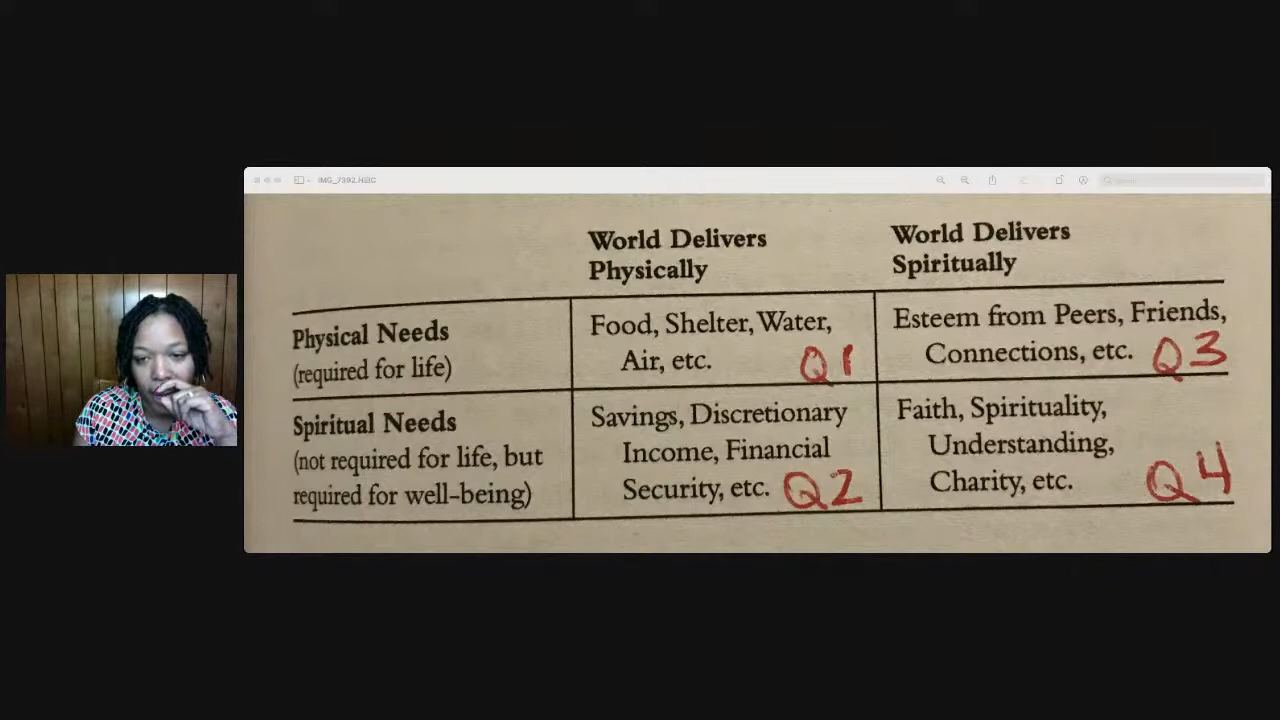 IMG_7392.HEIC
World Delivers
Physically
World Delivers
Spiritually
Physical Needs
(required for life)
Food, Shelter, Water,
Air, etc. Q1
Esteem from Peers, Friends,
Connections, etc. Q3
Spiritual Needs
(not required for life, but
required for well-being)
Savings, Discretionary
Income, Financial
Security, etc. Q2
Faith, Spirituality,
Understanding,
Charity, etc. Q4